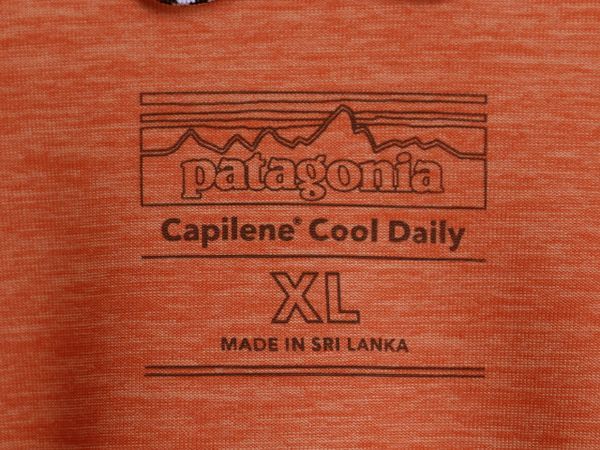 patagonia
Capilene® Cool Daily
XL
MADE IN SRI LANKA